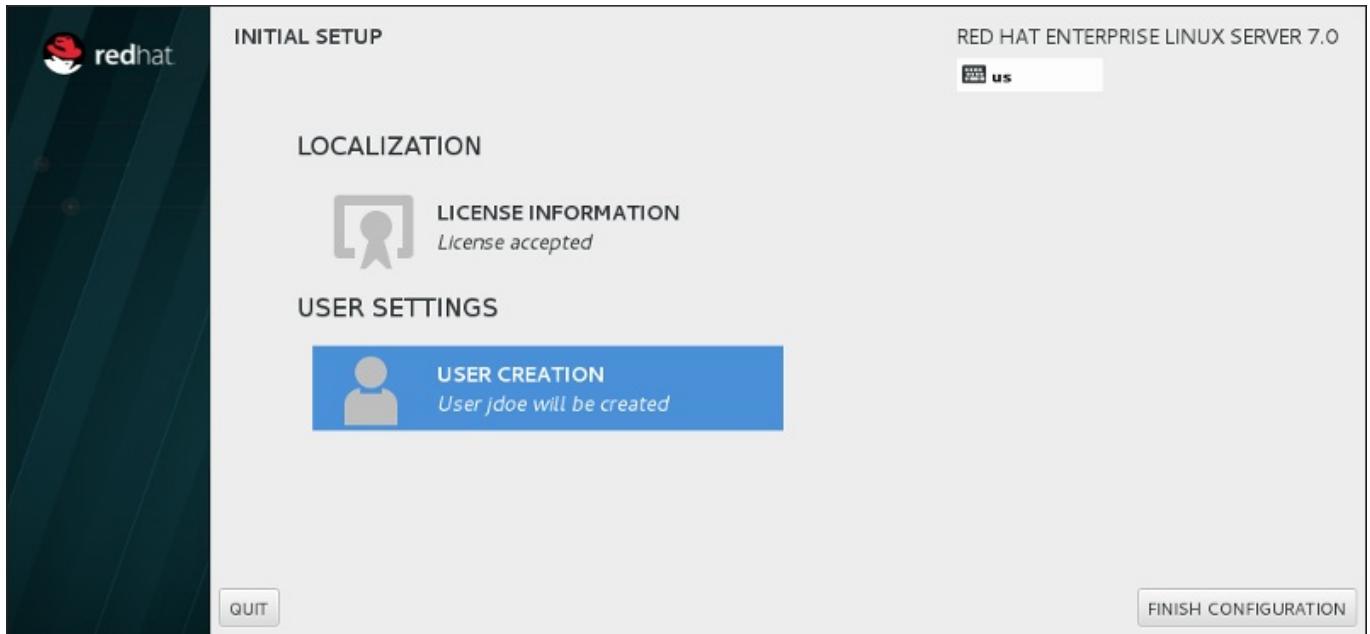 redhat
INITIAL SETUP
RED HAT ENTERPRISE LINUX SERVER 7.0
us
LOCALIZATION
LICENSE INFORMATION
License accepted
USER SETTINGS
USER CREATION
User jdoe will be created
QUIT
FINISH CONFIGURATION